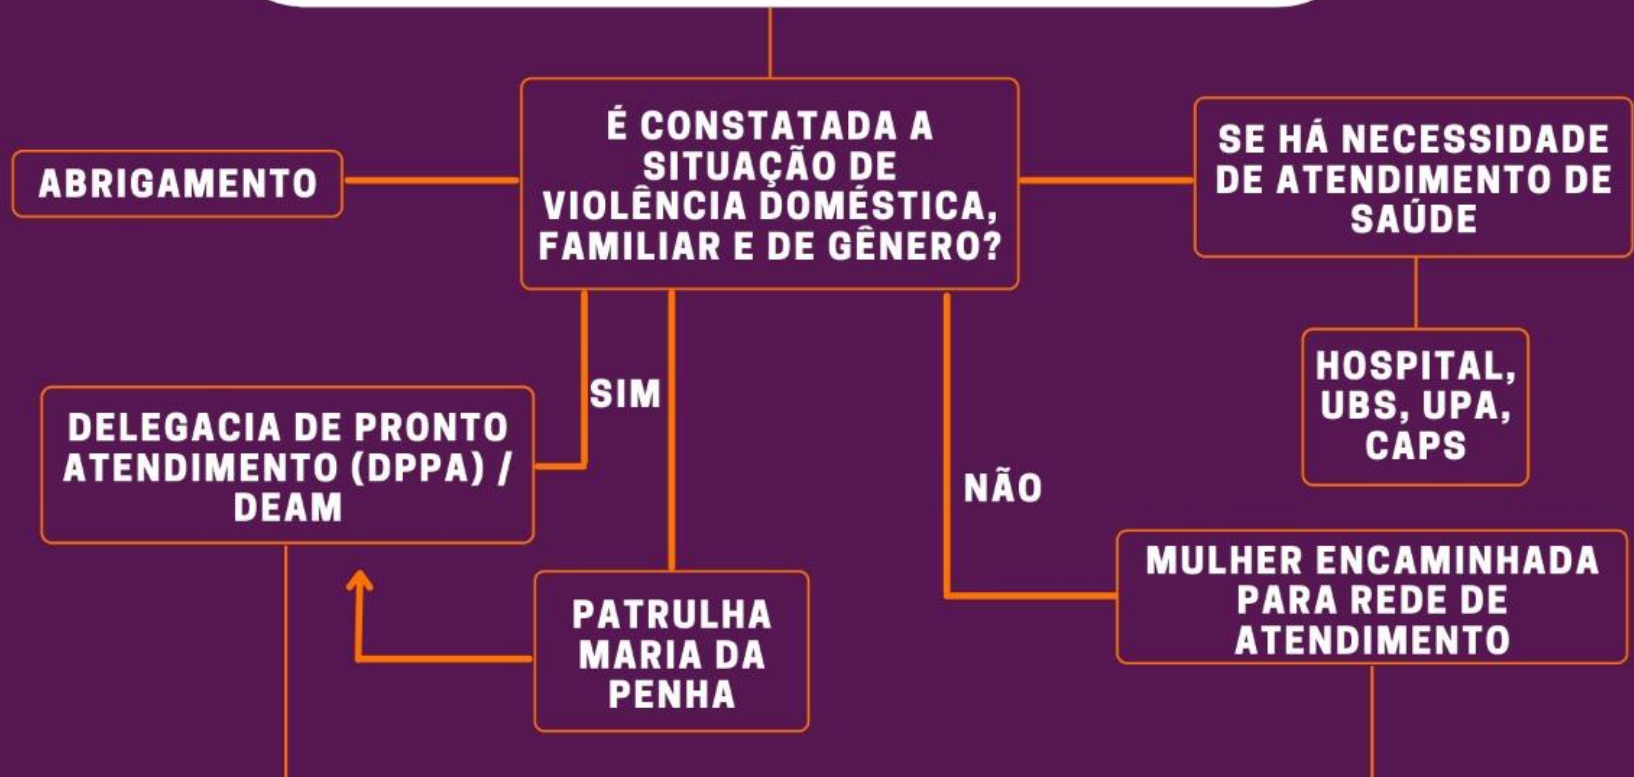 É CONSTATADA A
SITUAÇÃO DE
VIOLÊNCIA DOMÉSTICA,
FAMILIAR E DE GÊNERO?
ABRIGAMENTO
SE HÁ NECESSIDADE
DE ATENDIMENTO DE
SAÚDE
HOSPITAL,
UBS, UPA,
CAPS
SIM
DELEGACIA DE PRONTO
ATENDIMENTO (DPPA) /
DEAM
NÃO
PATRULHA
MARIA DA
PENHA
MULHER ENCAMINHADA
PARA REDE DE
ATENDIMENTO